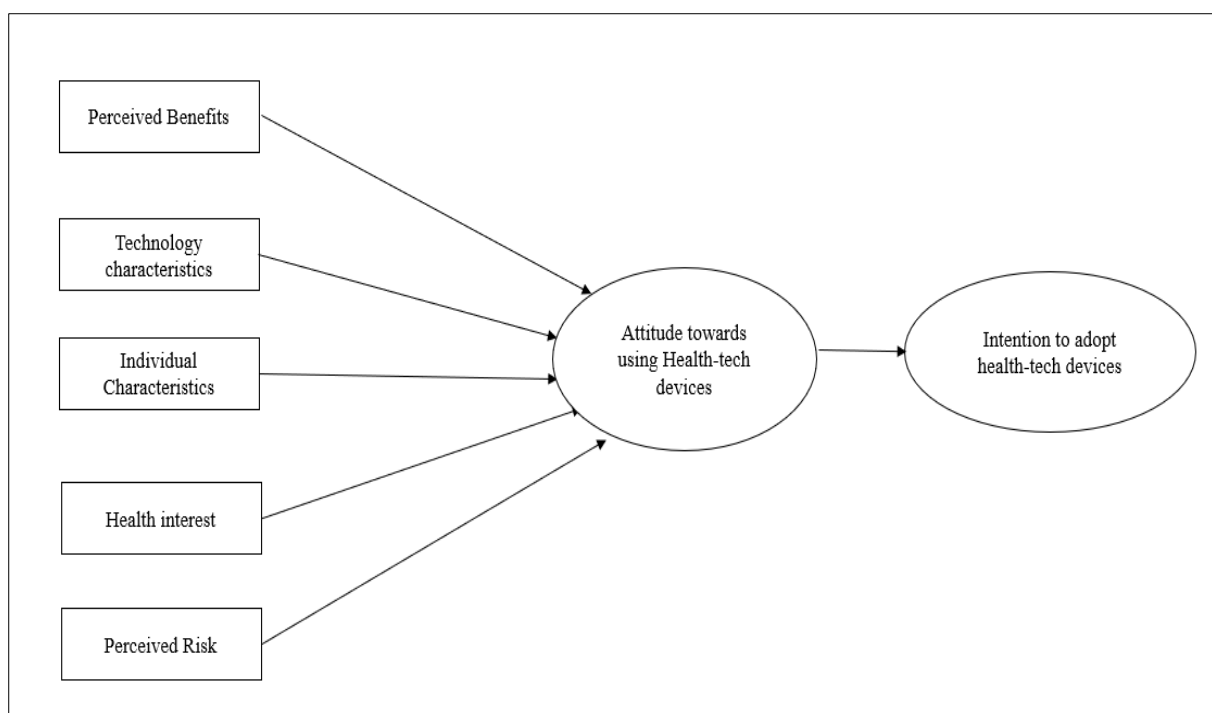 Perceived Benefits
Technology
characteristics
Individual
Characteristics
Health interest
Perceived Risk
Attitude towards
using Health-tech
devices
Intention to adopt
health-tech devices